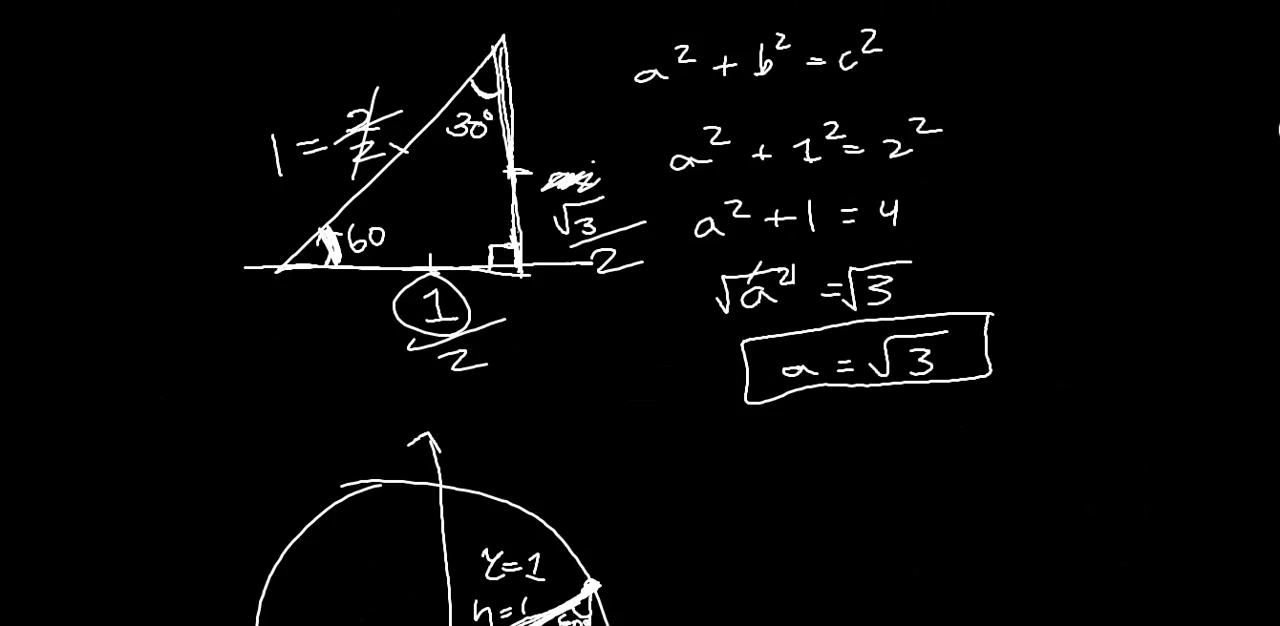 a² + b² = c²
1 = 2/2
30°
a² + 1² = 2²
√3/2
60
a² + 1 = 4
1/2
√a² = √3
a = √3
r = 1
h = 1